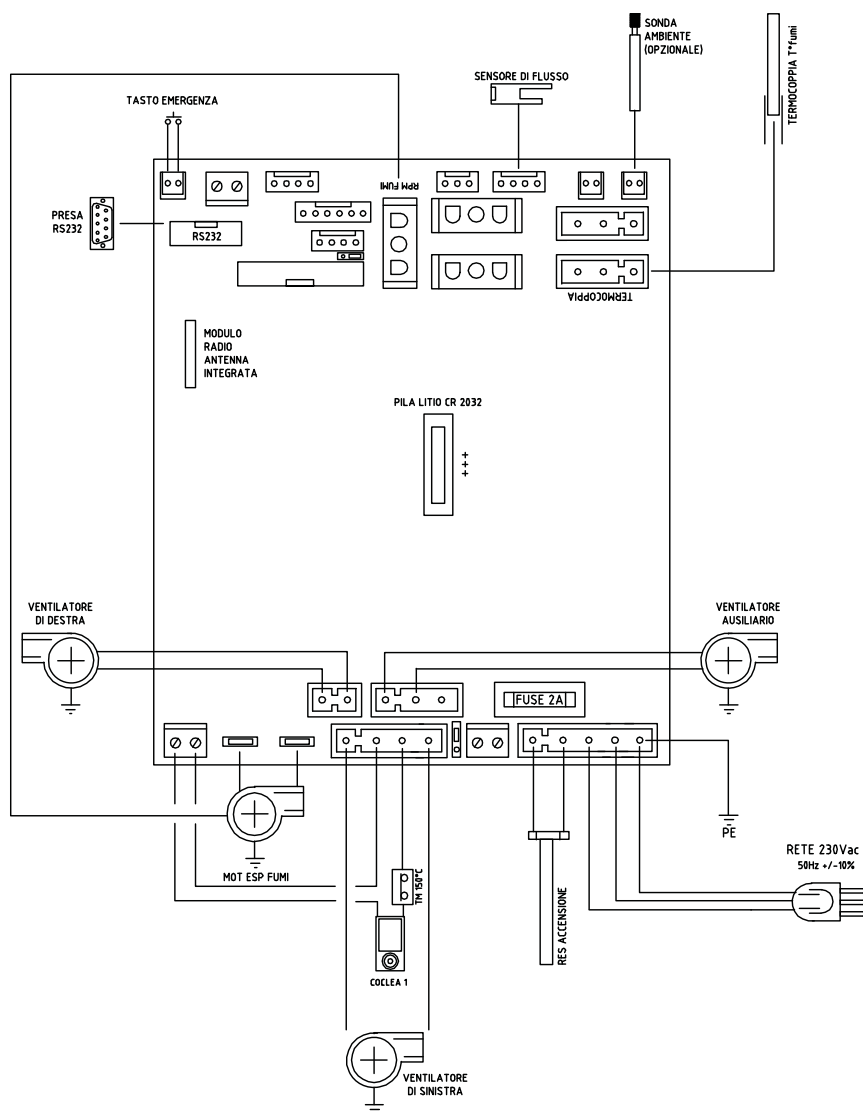 SONDA
AMBIENTE
(OPZIONALE)
TERMOCOPPIA T°fumi
SENSORE DI FLUSSO
TASTO EMERGENZA
RPM FUMI
PRESA
RS232
RS232
TERMOCOPPIA
MODULO
RADIO
ANTENNA
INTEGRATA
PILA LITIO CR 2032
+++
VENTILATORE
DI DESTRA
VENTILATORE
AUSILIARIO
FUSE 2A
PE
RETE 230Vac
50Hz +/-10%
MOT ESP FUMI
TM 150°C
RES ACCENSIONE
COCLEA 1
VENTILATORE
DI SINISTRA